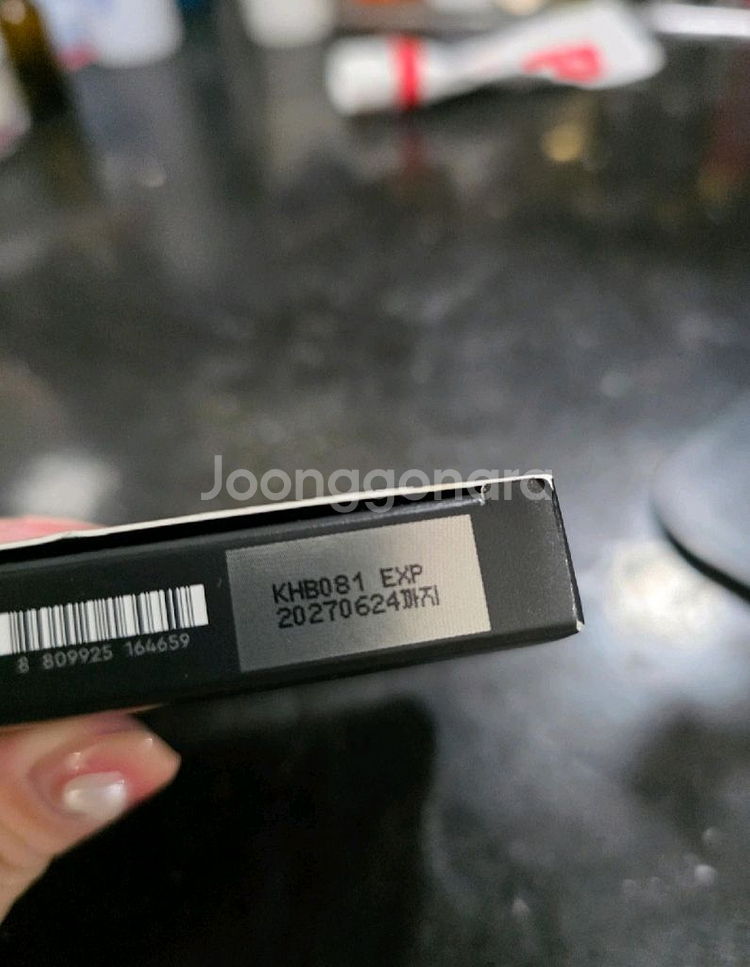 Joonggonara
KHB081 EXP
20270624까지
8 809925 164659